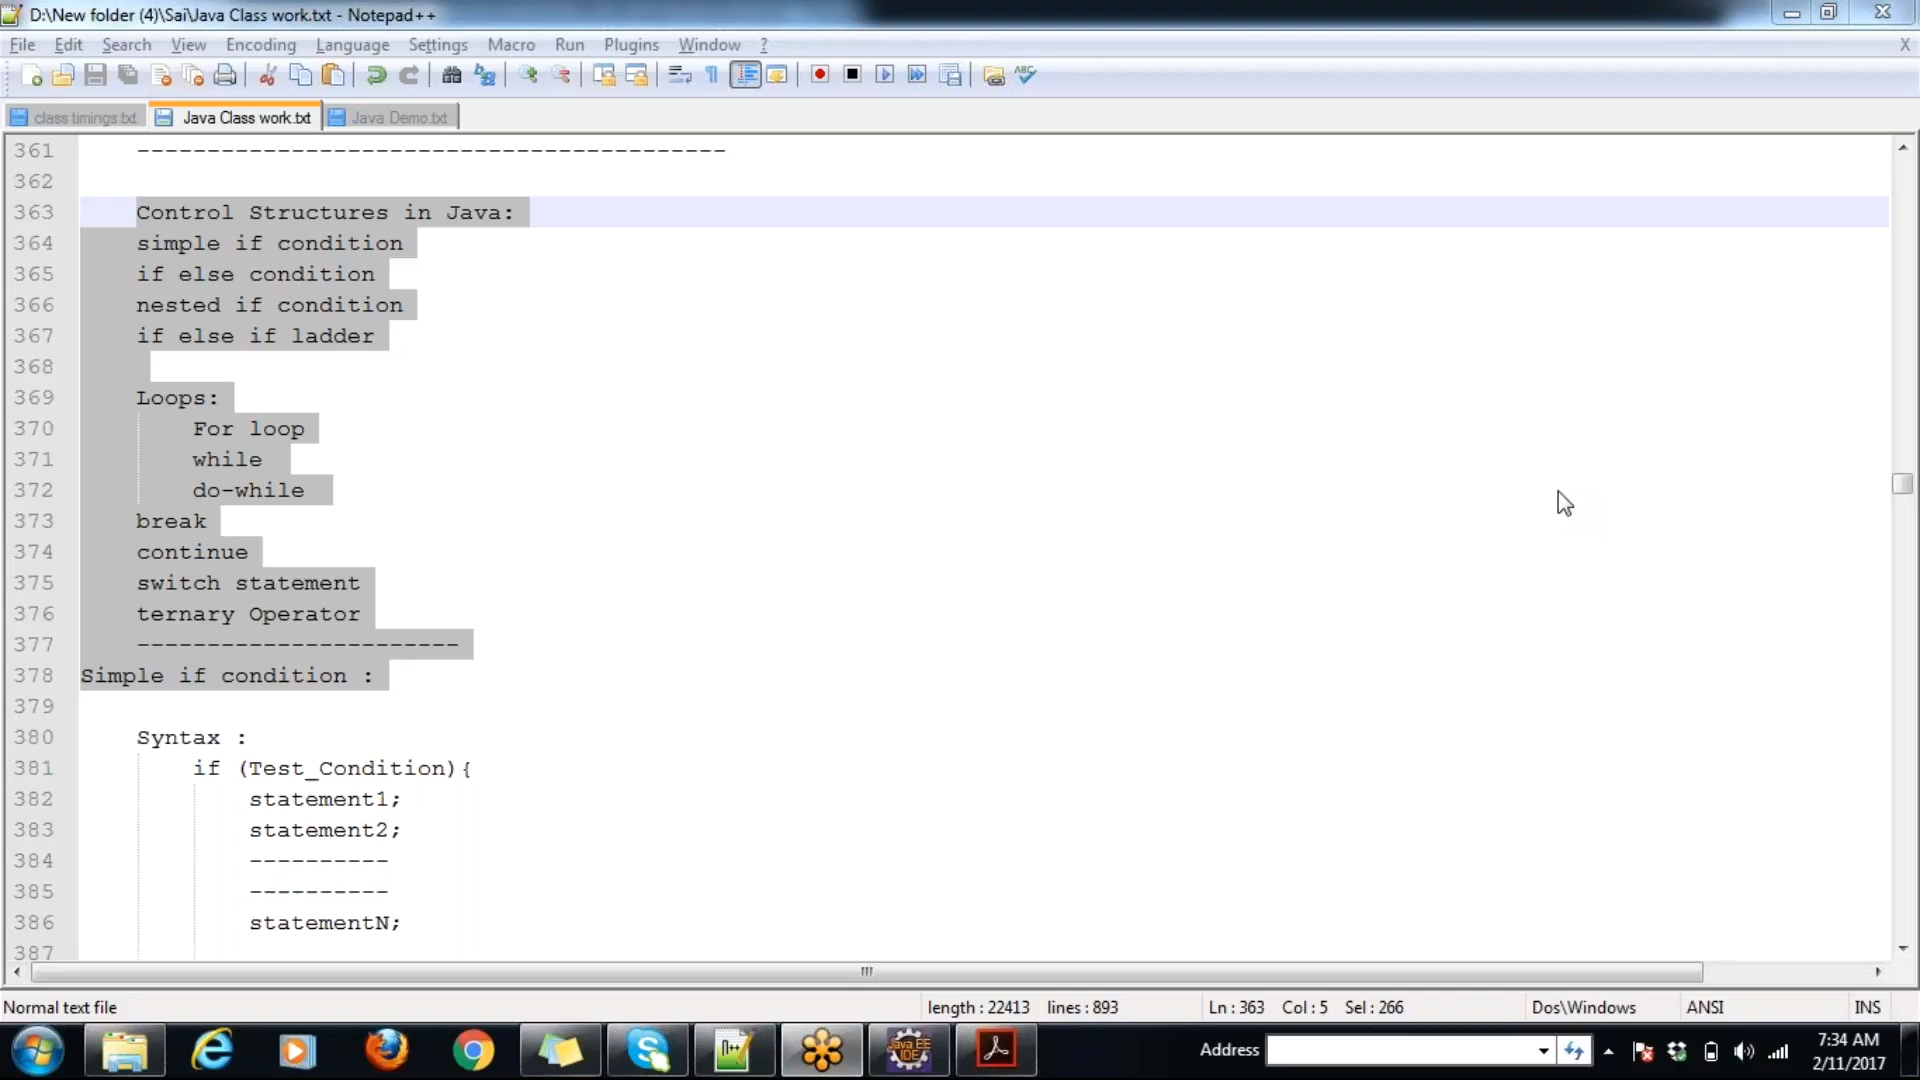 D:\New folder (4)\Sai\Java Class work.txt - Notepad++
File Edit Search View Encoding Language Settings Macro Run Plugins Window ? X
class timings.txt Java Class work.txt Java Demo.txt
361 ------------------------------------------
362
363 Control Structures in Java:
364 simple if condition
365 if else condition
366 nested if condition
367 if else if ladder
368
369 Loops:
370 For loop
371 while
372 do-while
373 break
374 continue
375 switch statement
376 ternary Operator
377 -----------------------
378 Simple if condition :
379
380 Syntax :
381 if (Test_Condition){
382 statement1;
383 statement2;
384 ----------
385 ----------
386 statementN;
387
Normal text file length : 22413 lines : 893 Ln : 363 Col : 5 Sel : 266 Dos\Windows ANSI INS
Java EE IDE
Address
7:34 AM
2/11/2017